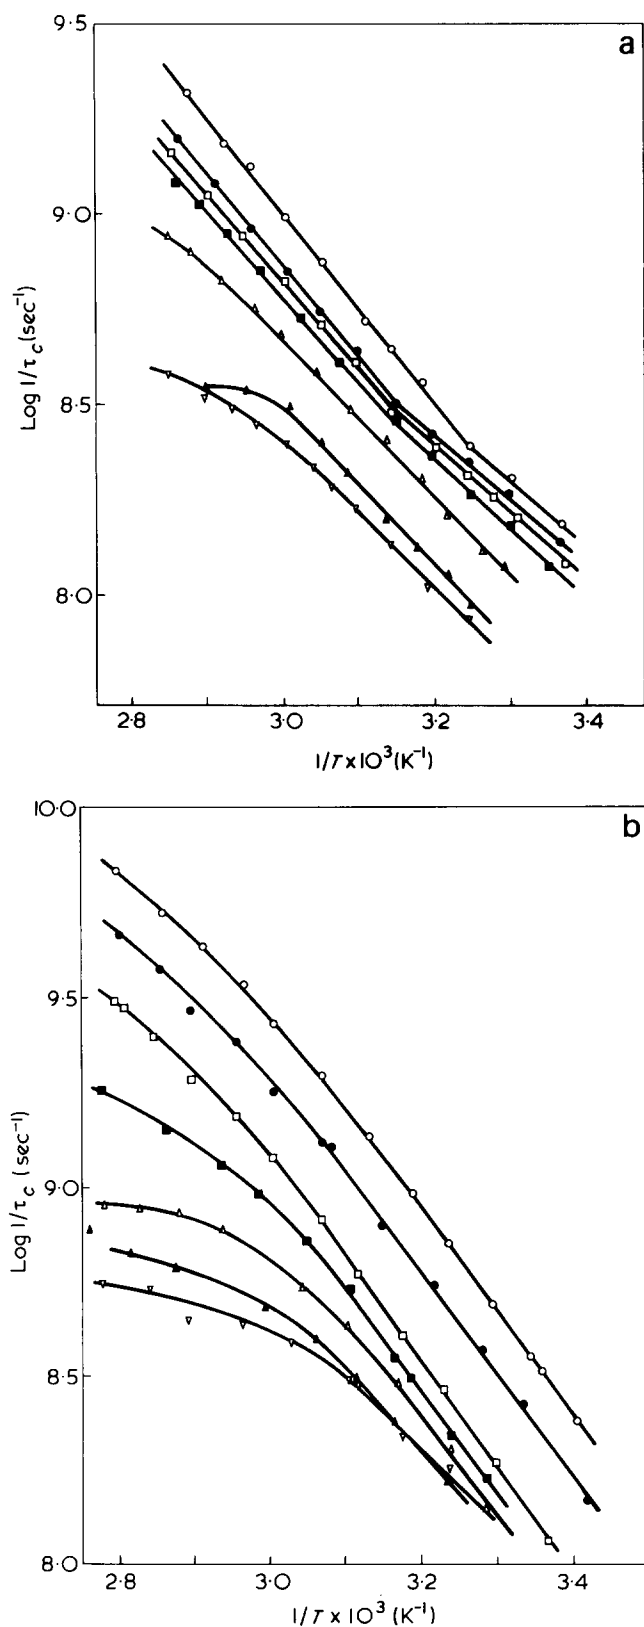 a
9·5
9·0
8·5
8·0
Log 1/τc (sec⁻¹)
2·8 3·0 3·2 3·4
1/T × 10³ (K⁻¹)
b
10·0
9·5
9·0
8·5
8·0
Log 1/τc (sec⁻¹)
2·8 3·0 3·2 3·4
1/T × 10³ (K⁻¹)